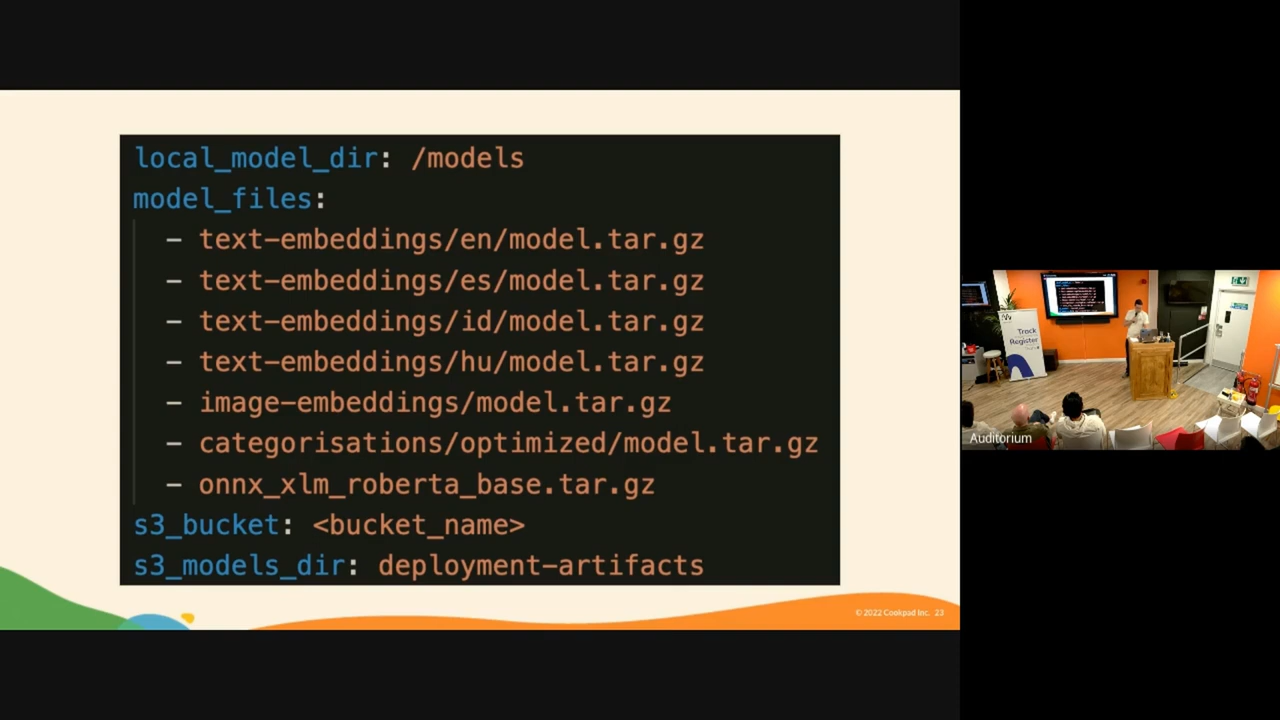 local_model_dir: /models
model_files:
- text-embeddings/en/model.tar.gz
- text-embeddings/es/model.tar.gz
- text-embeddings/id/model.tar.gz
- text-embeddings/hu/model.tar.gz
- image-embeddings/model.tar.gz
- categorisations/optimized/model.tar.gz
- onnx_xlm_roberta_base.tar.gz
s3_bucket: <bucket_name>
s3_models_dir: deployment-artifacts
© 2022 Cookpad Inc. 23
Track
Register
Auditorium